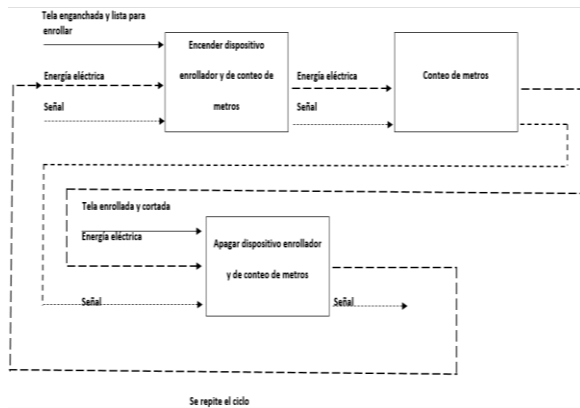 Tela enganchada y lista para
enrollar
Energía eléctrica
Señal
Encender dispositivo
enrollador y de conteo de
metros
Energía eléctrica
Señal
Conteo de metros
Tela enrollada y cortada
Energía eléctrica
Señal
Apagar dispositivo enrollador
y de conteo de metros
Señal
Se repite el ciclo